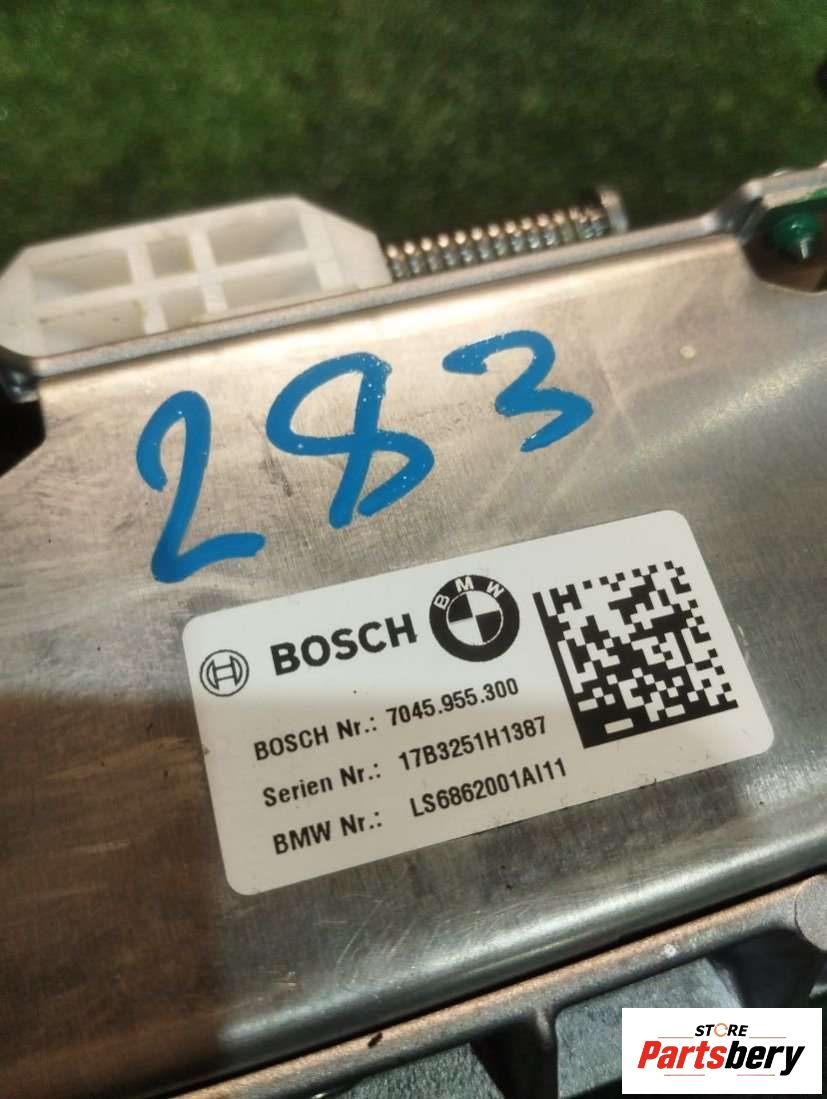 283
BOSCH BMW
BOSCH Nr.: 7045.955.300
Serien Nr.: 17B3251H1387
BMW Nr.: LS6862001AI11
STORE
Partsbery